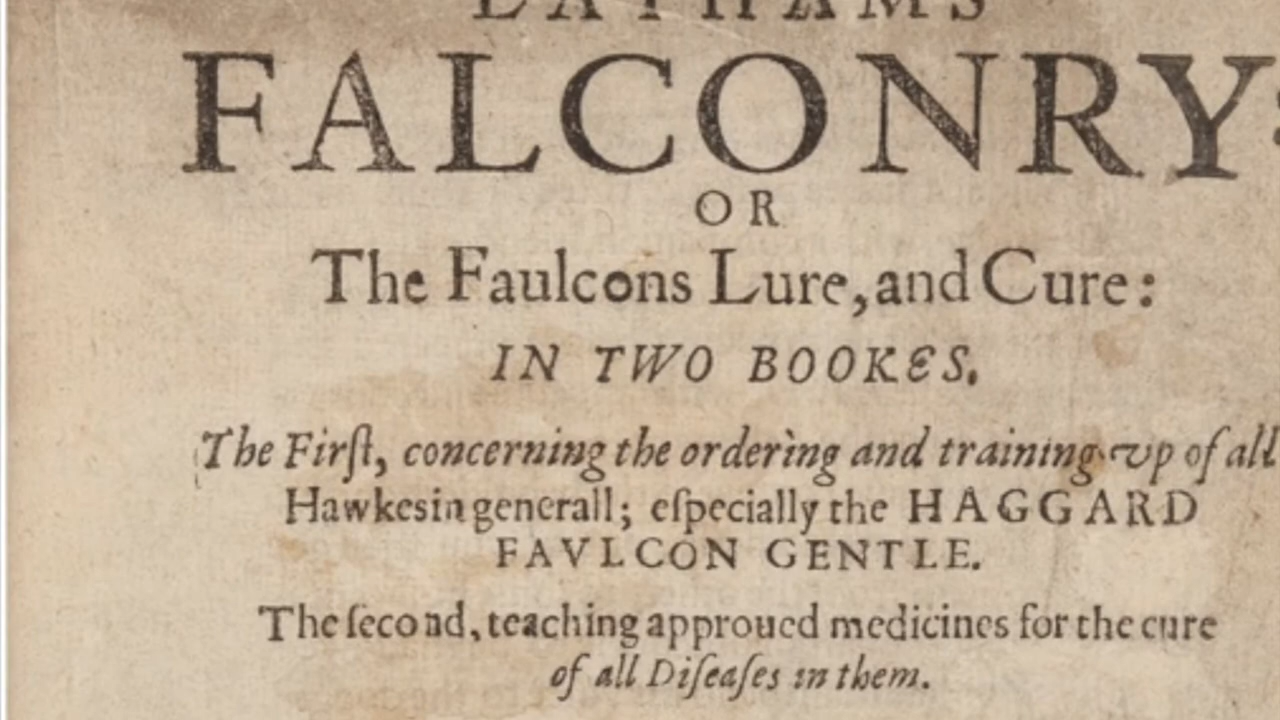 LATHAMS
FALCONRY:
OR
The Faulcons Lure, and Cure:
IN TWO BOOKES.
The Firſt, concerning the ordering and training vp of all
Hawkes in generall; eſpecially the HAGGARD
FAVLCON GENTLE.
The ſecond, teaching approued medicines for the cure
of all Diſeaſes in them.